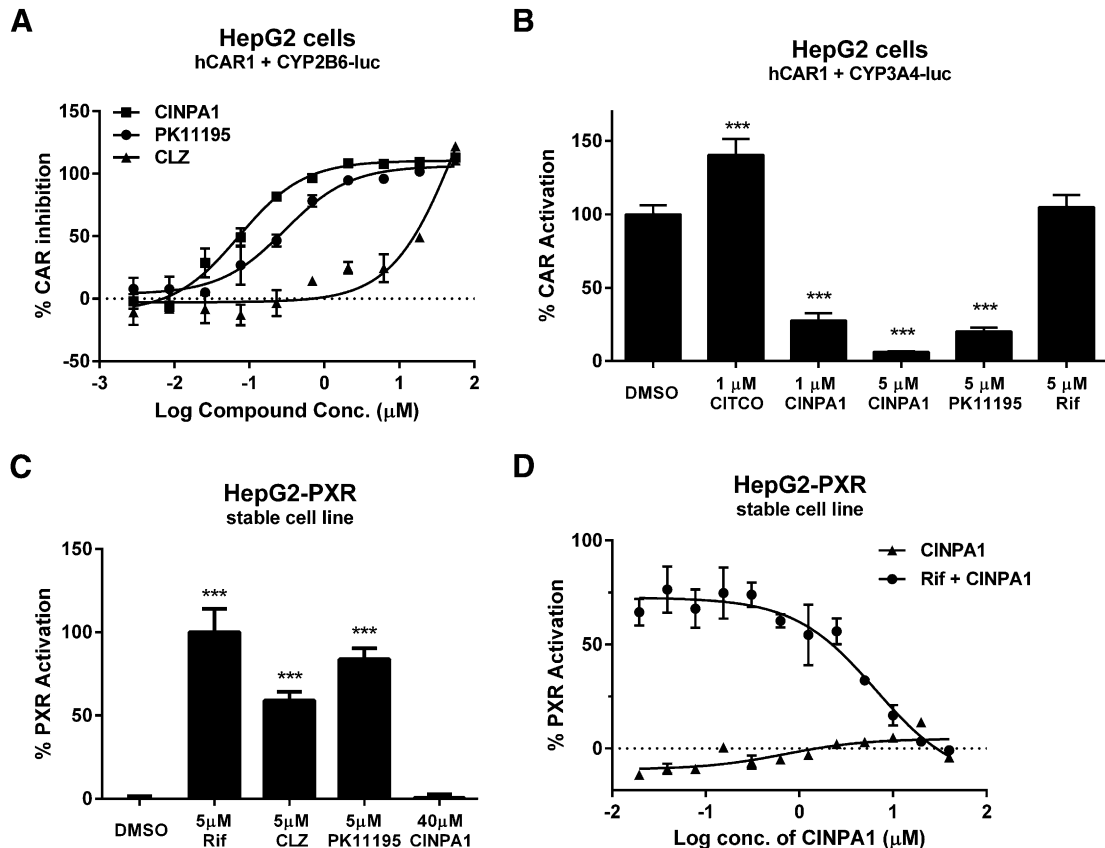 A
HepG2 cells
hCAR1 + CYP2B6-luc
CINPA1
PK11195
CLZ
% CAR inhibition
150
100
50
0
-50
-3
-2
-1
0
1
2
Log Compound Conc. (μM)
B
HepG2 cells
hCAR1 + CYP3A4-luc
% CAR Activation
150
100
50
0
***
***
***
***
DMSO
1 μM
CITCO
1 μM
CINPA1
5 μM
CINPA1
5 μM
PK11195
5 μM
Rif
C
HepG2-PXR
stable cell line
% PXR Activation
150
100
50
0
***
***
***
DMSO
5μM
Rif
5μM
CLZ
5μM
PK11195
40μM
CINPA1
D
HepG2-PXR
stable cell line
CINPA1
Rif + CINPA1
% PXR Activation
100
50
0
-2
-1
0
1
2
Log conc. of CINPA1 (μM)